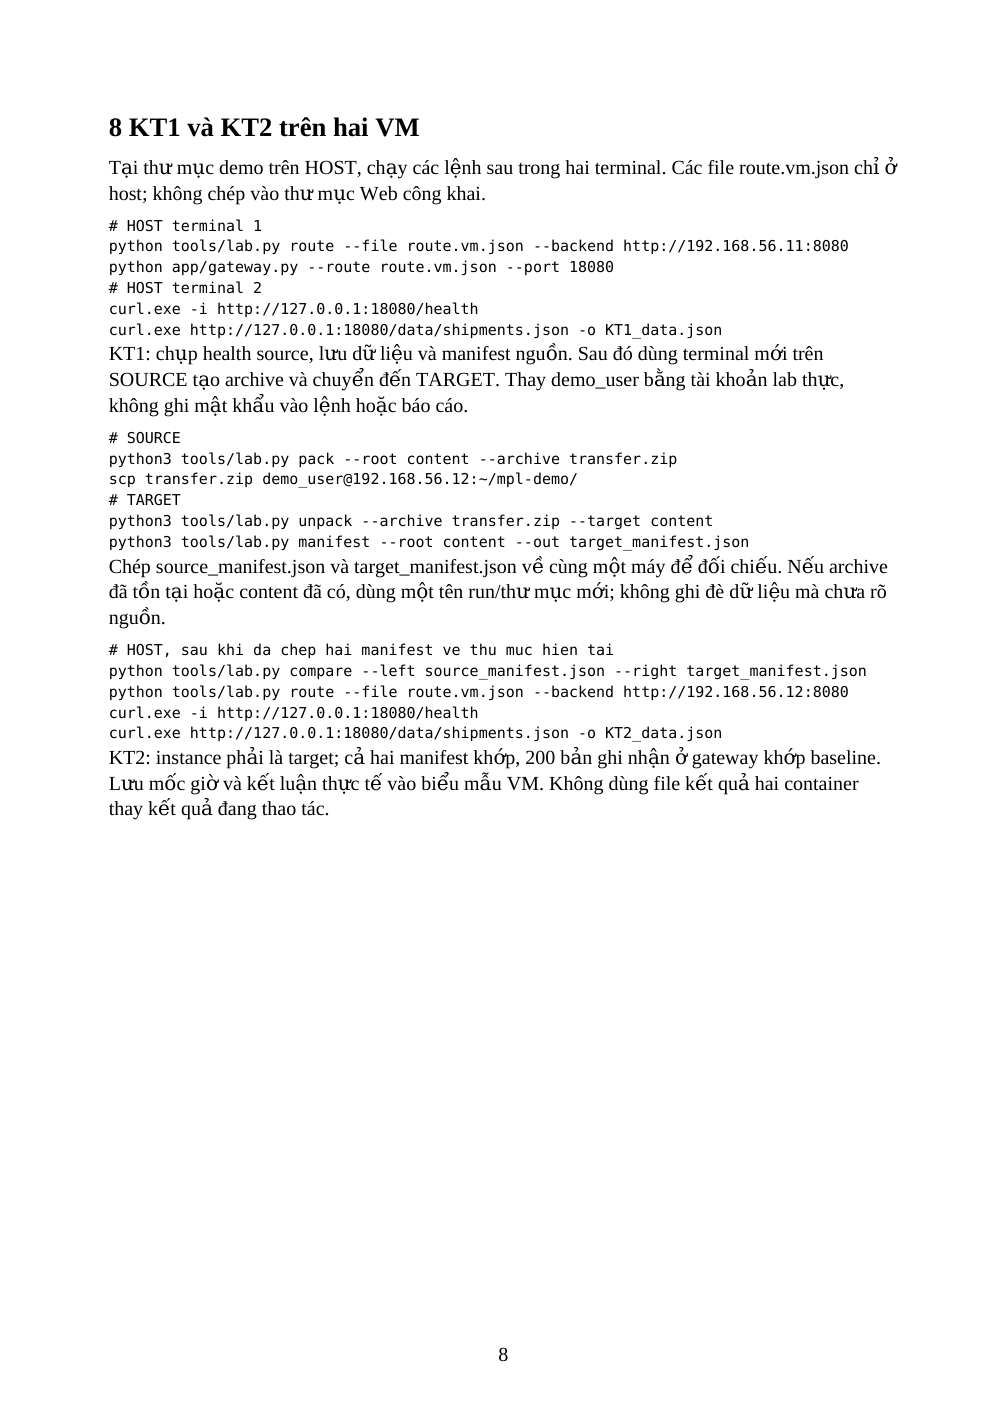 8 KT1 và KT2 trên hai VM
Tại thư mục demo trên HOST, chạy các lệnh sau trong hai terminal. Các file route.vm.json chỉ ở
host; không chép vào thư mục Web công khai.
# HOST terminal 1
python tools/lab.py route --file route.vm.json --backend http://192.168.56.11:8080
python app/gateway.py --route route.vm.json --port 18080
# HOST terminal 2
curl.exe -i http://127.0.0.1:18080/health
curl.exe http://127.0.0.1:18080/data/shipments.json -o KT1_data.json
KT1: chụp health source, lưu dữ liệu và manifest nguồn. Sau đó dùng terminal mới trên
SOURCE tạo archive và chuyển đến TARGET. Thay demo_user bằng tài khoản lab thực,
không ghi mật khẩu vào lệnh hoặc báo cáo.
# SOURCE
python3 tools/lab.py pack --root content --archive transfer.zip
scp transfer.zip demo_user@192.168.56.12:~/mpl-demo/
# TARGET
python3 tools/lab.py unpack --archive transfer.zip --target content
python3 tools/lab.py manifest --root content --out target_manifest.json
Chép source_manifest.json và target_manifest.json về cùng một máy để đối chiếu. Nếu archive
đã tồn tại hoặc content đã có, dùng một tên run/thư mục mới; không ghi đè dữ liệu mà chưa rõ
nguồn.
# HOST, sau khi da chep hai manifest ve thu muc hien tai
python tools/lab.py compare --left source_manifest.json --right target_manifest.json
python tools/lab.py route --file route.vm.json --backend http://192.168.56.12:8080
curl.exe -i http://127.0.0.1:18080/health
curl.exe http://127.0.0.1:18080/data/shipments.json -o KT2_data.json
KT2: instance phải là target; cả hai manifest khớp, 200 bản ghi nhận ở gateway khớp baseline.
Lưu mốc giờ và kết luận thực tế vào biểu mẫu VM. Không dùng file kết quả hai container
thay kết quả đang thao tác.
8